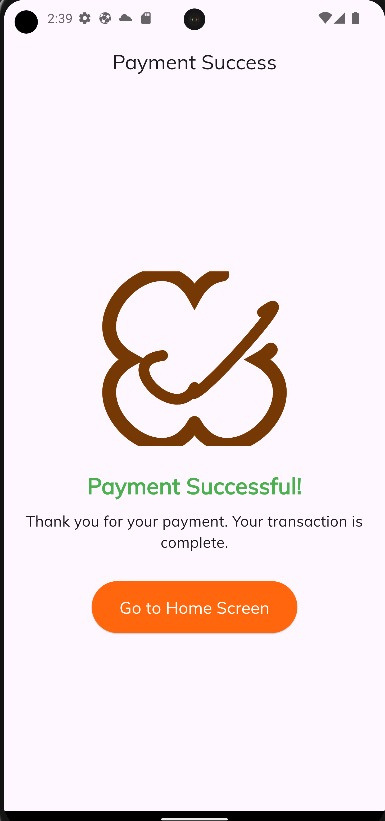 2:39
Payment Success
Payment Successful!
Thank you for your payment. Your transaction is
complete.
Go to Home Screen